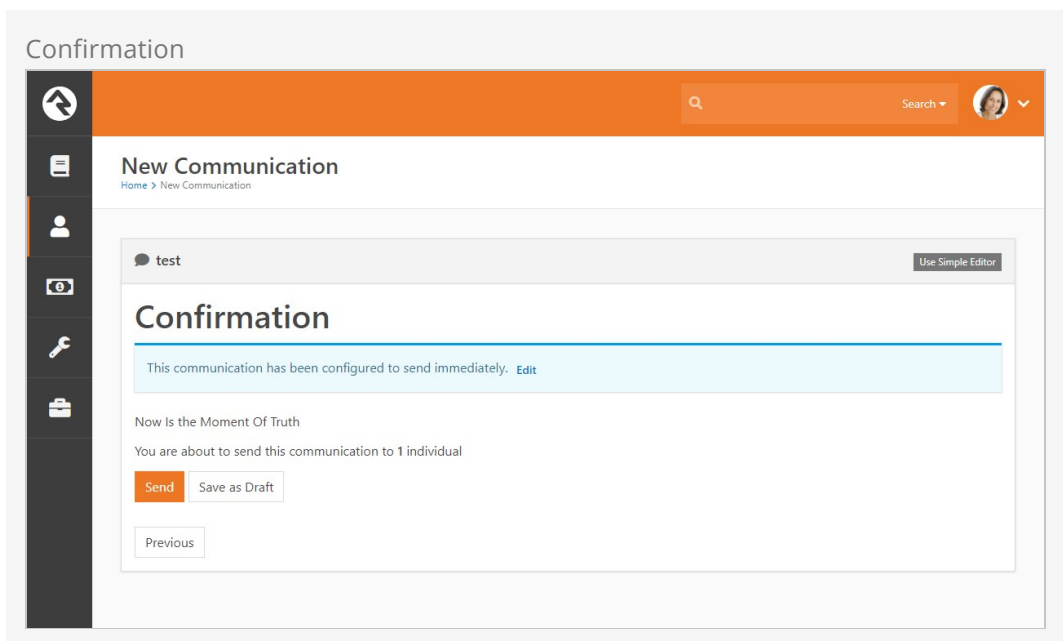 Confirmation
Search
New Communication
Home > New Communication
test
Use Simple Editor
Confirmation
This communication has been configured to send immediately. Edit
Now Is the Moment Of Truth
You are about to send this communication to 1 individual
Send Save as Draft
Previous